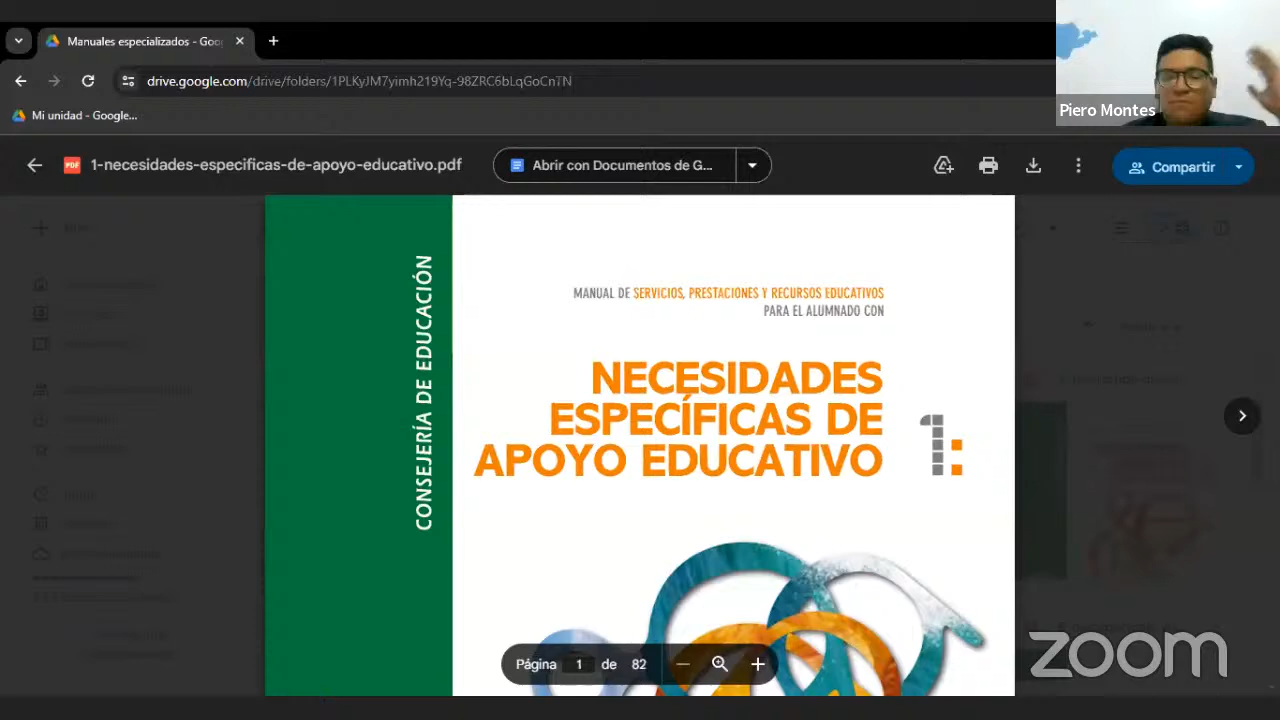 Manuales especializados - Goo
drive.google.com/drive/folders/1PLKyJM7yimh219Yq-98ZRC6bLqGoCnTN
Mi unidad - Google...
Piero Montes
PDF
1-necesidades-especificas-de-apoyo-educativo.pdf
Abrir con Documentos de G...
Compartir
CONSEJERÍA DE EDUCACIÓN
MANUAL DE SERVICIOS, PRESTACIONES Y RECURSOS EDUCATIVOS
PARA EL ALUMNADO CON
NECESIDADES
ESPECÍFICAS DE
APOYO EDUCATIVO
1:
Página 1 de 82
zoom